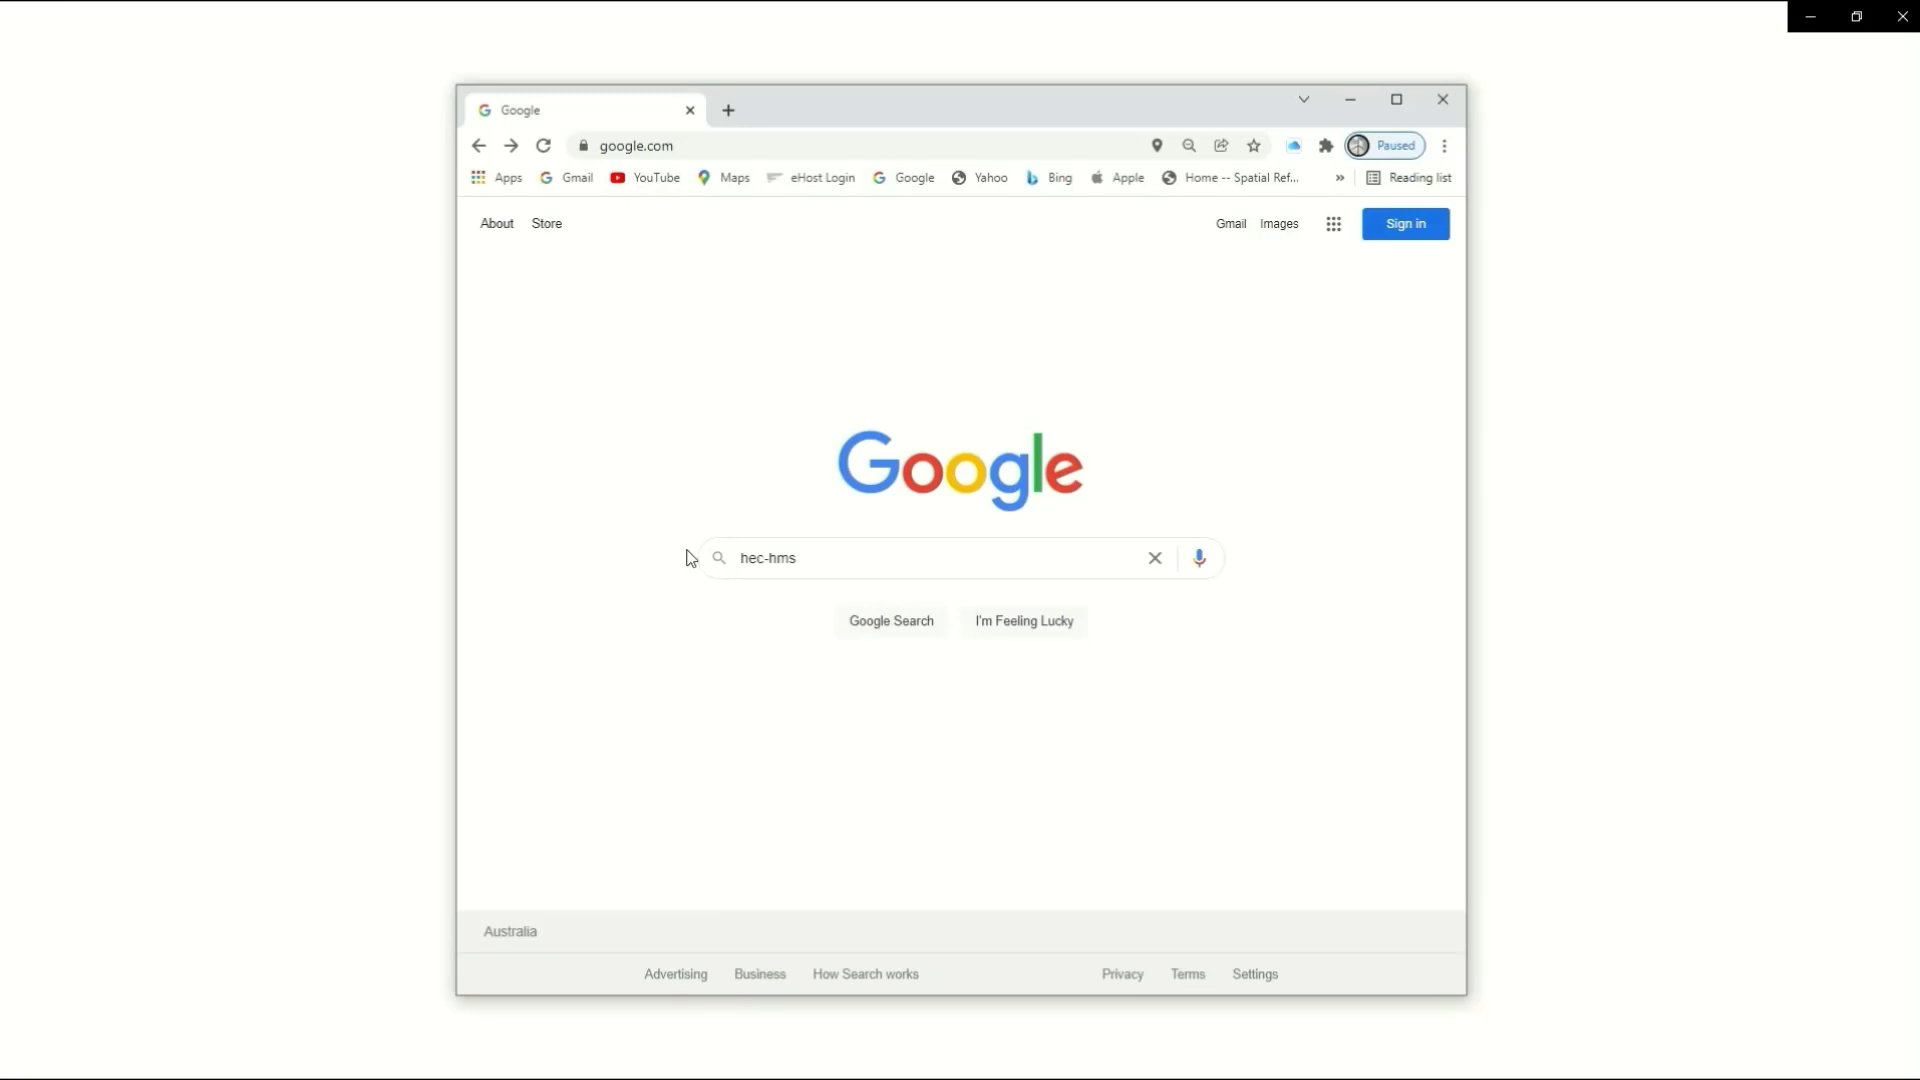 Google
google.com
Paused
Apps Gmail YouTube Maps eHost Login Google Yahoo Bing Apple Home -- Spatial Ref... » Reading list
About Store Gmail Images Sign in
Google
hec-hms
Google Search I'm Feeling Lucky
Australia
Advertising Business How Search works Privacy Terms Settings